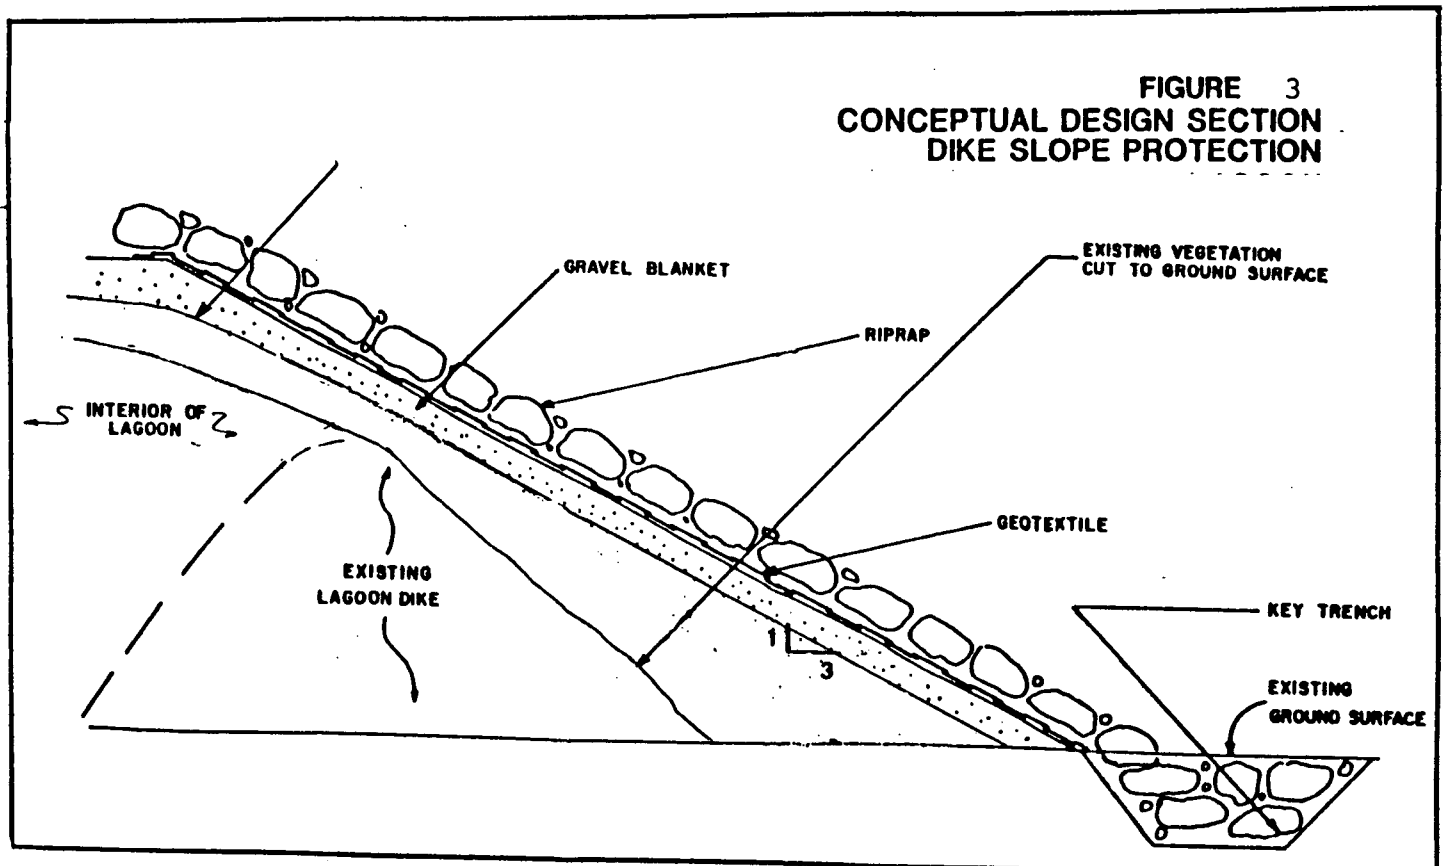 FIGURE 3
CONCEPTUAL DESIGN SECTION
DIKE SLOPE PROTECTION
EXISTING VEGETATION
CUT TO GROUND SURFACE
GRAVEL BLANKET
RIPRAP
INTERIOR OF
LAGOON
GEOTEXTILE
EXISTING
LAGOON DIKE
1
3
KEY TRENCH
EXISTING
GROUND SURFACE